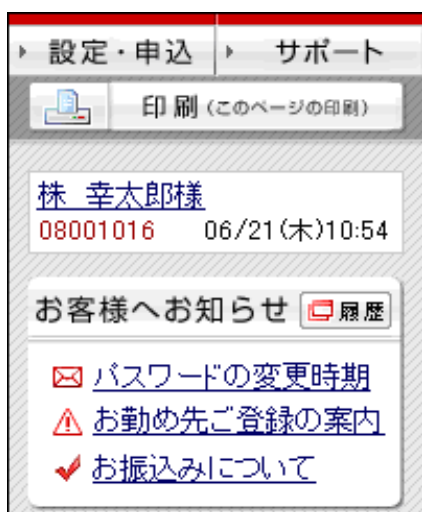 設定・申込 サポート
印刷(このページの印刷)
株 幸太郎様
08001016 06/21(木)10:54
お客様へお知らせ 履歴
パスワードの変更時期
お勤め先ご登録の案内
お振込みについて